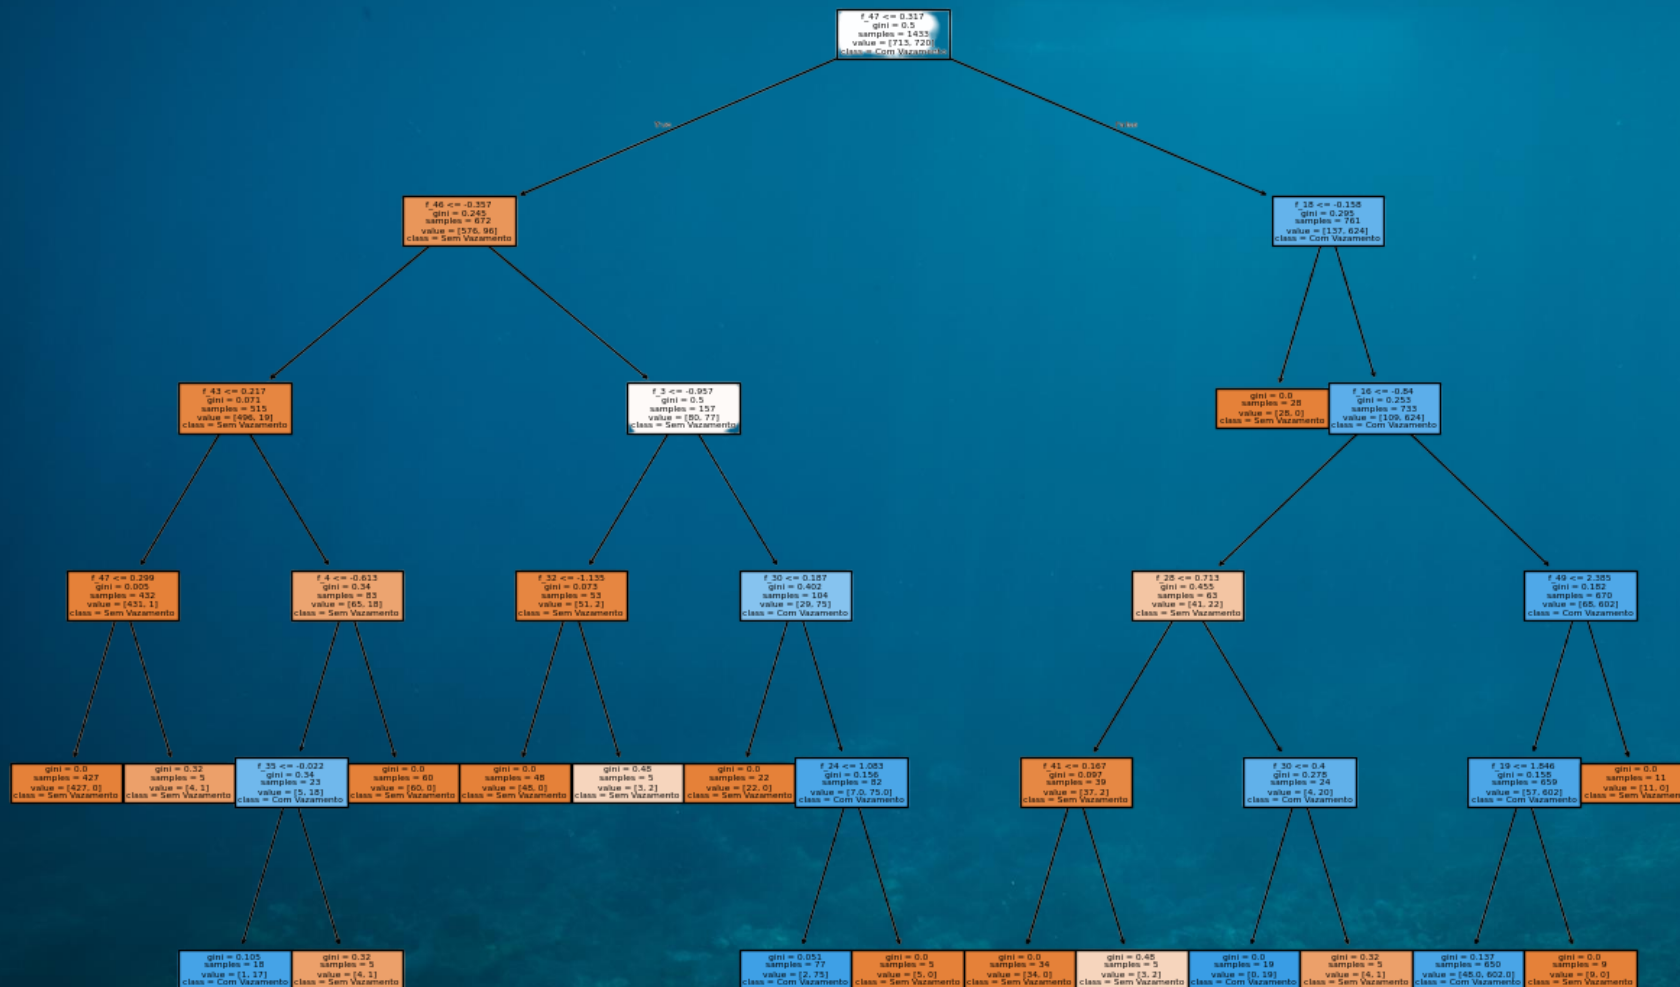 f_47 <= 0.317
gini = 0.5
samples = 1433
value = [713, 720]
class = Com Vazamento
f_46 <= -0.357
gini = 0.245
samples = 672
value = [576, 96]
class = Sem Vazamento
f_18 <= -0.158
gini = 0.295
samples = 761
value = [137, 624]
class = Com Vazamento
f_43 <= 0.217
gini = 0.071
samples = 515
value = [496, 19]
class = Sem Vazamento
f_3 <= -0.957
gini = 0.5
samples = 157
value = [80, 77]
class = Sem Vazamento
gini = 0.0
samples = 28
value = [28, 0]
class = Sem Vazamento
f_16 <= -0.84
gini = 0.253
samples = 733
value = [109, 624]
class = Com Vazamento
f_47 <= 0.299
gini = 0.005
samples = 432
value = [431, 1]
class = Sem Vazamento
f_4 <= -0.613
gini = 0.34
samples = 83
value = [65, 18]
class = Sem Vazamento
f_32 <= -1.135
gini = 0.073
samples = 53
value = [51, 2]
class = Sem Vazamento
f_30 <= 0.187
gini = 0.402
samples = 104
value = [29, 75]
class = Com Vazamento
f_28 <= 0.713
gini = 0.455
samples = 63
value = [41, 22]
class = Sem Vazamento
f_49 <= 2.385
gini = 0.182
samples = 670
value = [68, 602]
class = Com Vazamento
gini = 0.0
samples = 427
value = [427, 0]
class = Sem Vazamento
gini = 0.32
samples = 5
value = [4, 1]
class = Sem Vazamento
f_35 <= -0.022
gini = 0.34
samples = 23
value = [5, 18]
class = Com Vazamento
gini = 0.0
samples = 60
value = [60, 0]
class = Sem Vazamento
gini = 0.0
samples = 48
value = [48, 0]
class = Sem Vazamento
gini = 0.48
samples = 5
value = [3, 2]
class = Sem Vazamento
gini = 0.0
samples = 22
value = [22, 0]
class = Sem Vazamento
f_24 <= 1.083
gini = 0.156
samples = 82
value = [7.0, 75.0]
class = Com Vazamento
f_41 <= 0.167
gini = 0.097
samples = 39
value = [37, 2]
class = Sem Vazamento
f_30 <= 0.4
gini = 0.278
samples = 24
value = [4, 20]
class = Com Vazamento
f_19 <= 1.846
gini = 0.158
samples = 659
value = [57, 602]
class = Com Vazamento
gini = 0.0
samples = 11
value = [11, 0]
class = Sem Vazamen
gini = 0.105
samples = 18
value = [1, 17]
class = Com Vazamento
gini = 0.32
samples = 5
value = [4, 1]
class = Sem Vazamento
gini = 0.051
samples = 77
value = [2, 75]
class = Com Vazamento
gini = 0.0
samples = 5
value = [5, 0]
class = Sem Vazamento
gini = 0.0
samples = 34
value = [34, 0]
class = Sem Vazamento
gini = 0.48
samples = 5
value = [3, 2]
class = Sem Vazamento
gini = 0.0
samples = 19
value = [0, 19]
class = Com Vazamento
gini = 0.32
samples = 5
value = [4, 1]
class = Sem Vazamento
gini = 0.137
samples = 650
value = [48.0, 602.0]
class = Com Vazamento
gini = 0.0
samples = 9
value = [9, 0]
class = Sem Vazamento